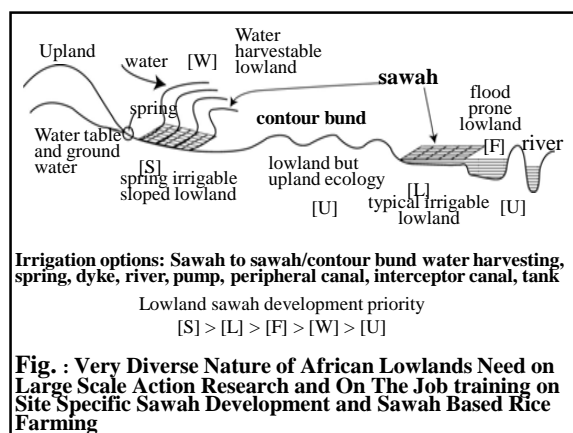 Upland
water
[W]
Water
harvestable
lowland
sawah
spring
contour bund
flood
prone
lowland
[F]
river
Water table
and ground
water
[S]
spring irrigable
sloped lowland
lowland but
upland ecology
[U]
[L]
typical irrigable
lowland
[U]
Irrigation options: Sawah to sawah/contour bund water harvesting,
spring, dyke, river, pump, peripheral canal, interceptor canal, tank
Lowland sawah development priority
[S] > [L] > [F] > [W] > [U]
Fig. : Very Diverse Nature of African Lowlands Need on
Large Scale Action Research and On The Job training on
Site Specific Sawah Development and Sawah Based Rice
Farming